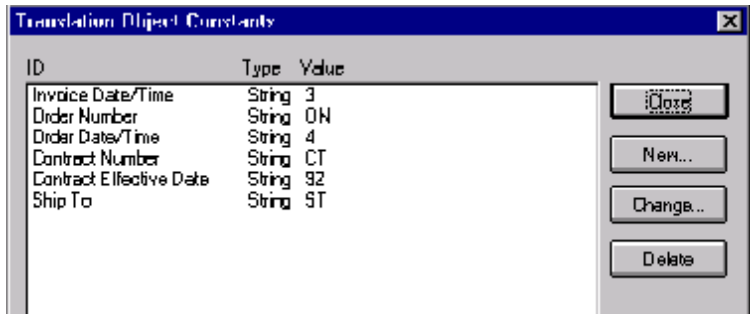 Translation Object Constants
ID Type Value
Invoice Date/Time String 3
Order Number String ON
Order Date/Time String 4
Contract Number String CT
Contract Effective Date String 92
Ship To String ST
Close
New...
Change...
Delete